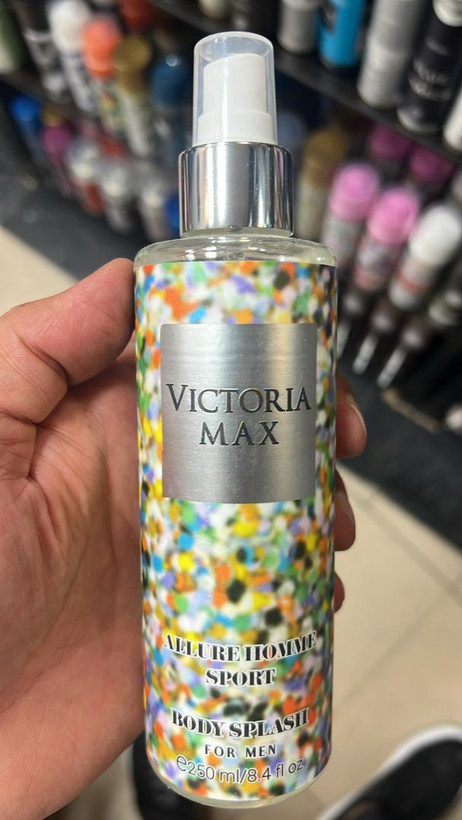 VICTORIA
MAX
ALLURE HOMME
SPORT
BODY SPLASH
FOR MEN
℮250 ml/8.4 fl oz